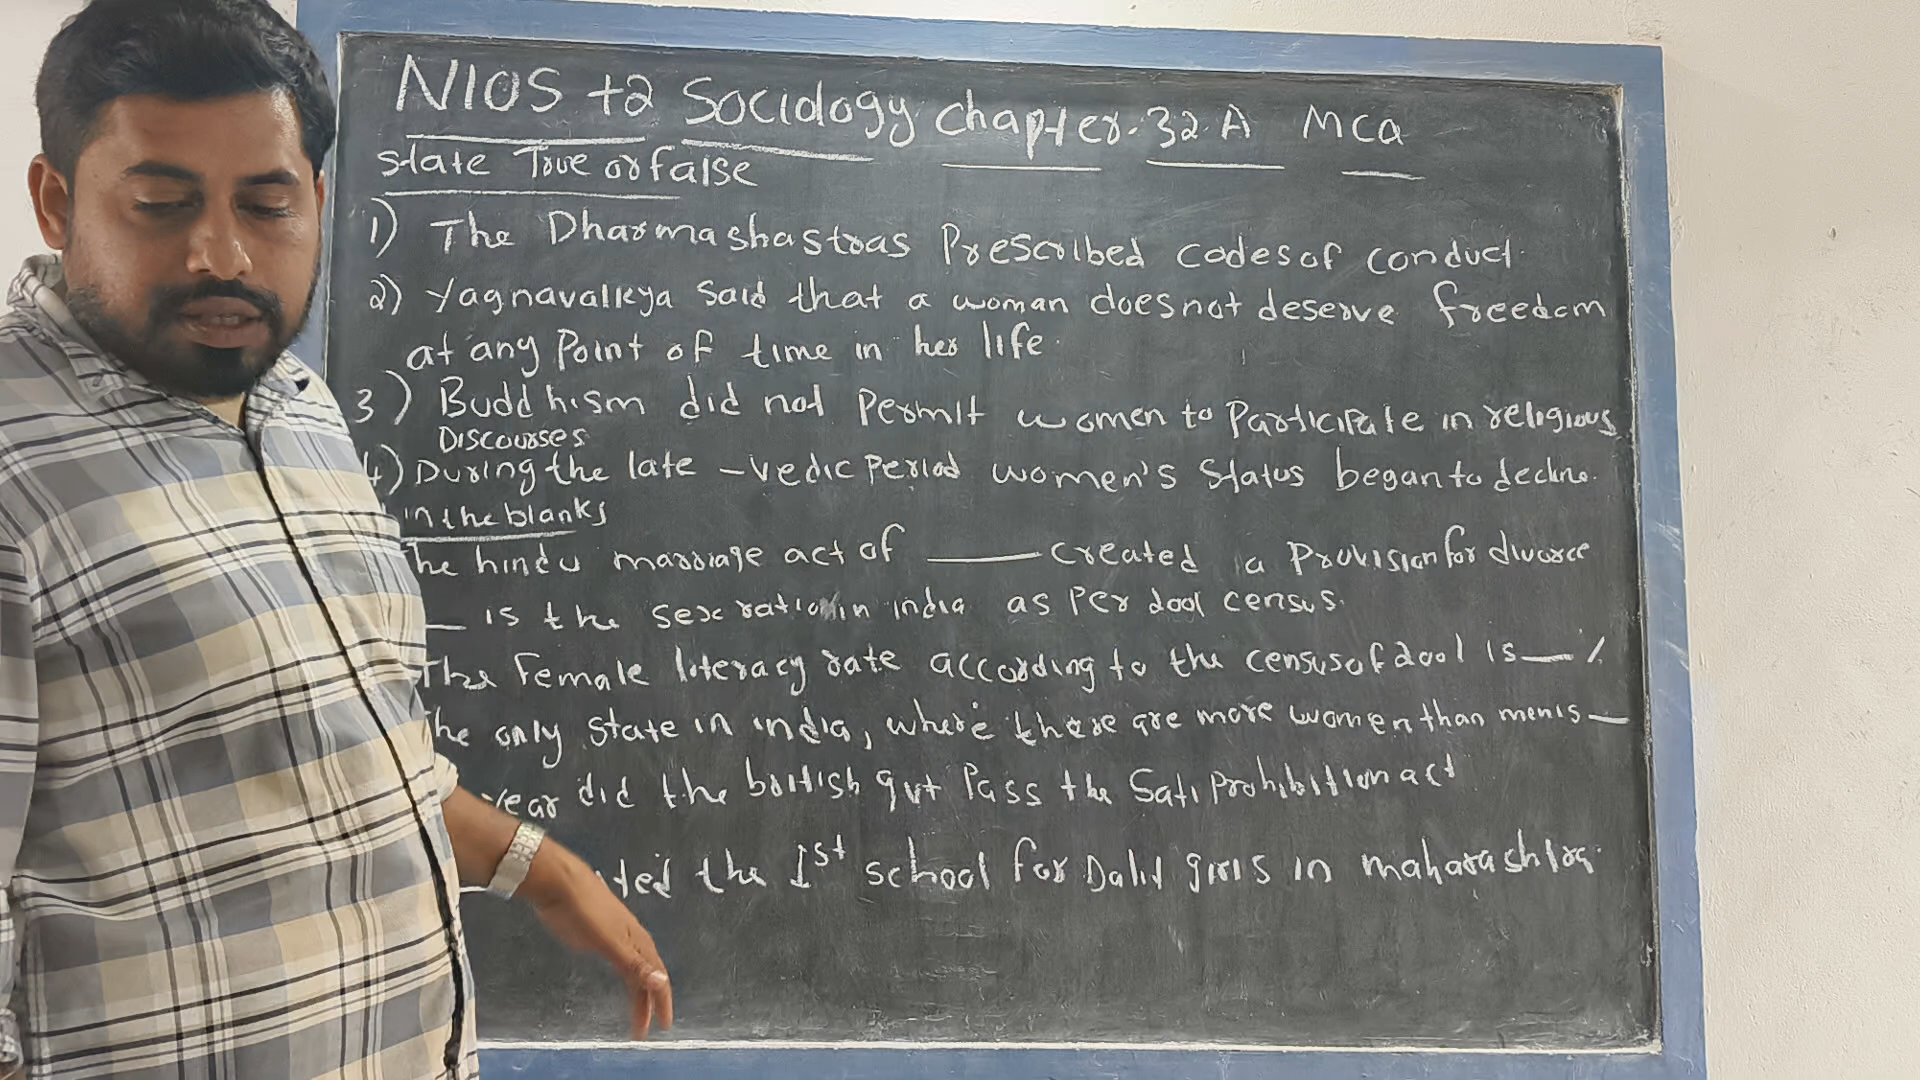 NIOS +2 Sociology Chapter-32.A MCQ
State True or false
1) The Dharmashastras Prescribed codes of conduct.
2) Yagnavalkya said that a woman does not deserve freedom
at any Point of time in her life.
3) Buddhism did not Permit women to Participate in religious
Discourses
4) During the late - vedic Period women's Status began to decline.
in the blanks
The hindu marriage act of ____ created a Provision for divorce
__ is the sex ration in india as Per 2001 census.
The Female literacy rate according to the census of 2001 is __ %
The only state in india, where there are more women than men is __
year did the british gvt Pass the Sati Prohibition act
ted the 1st school for Dalit girls in maharashtra.